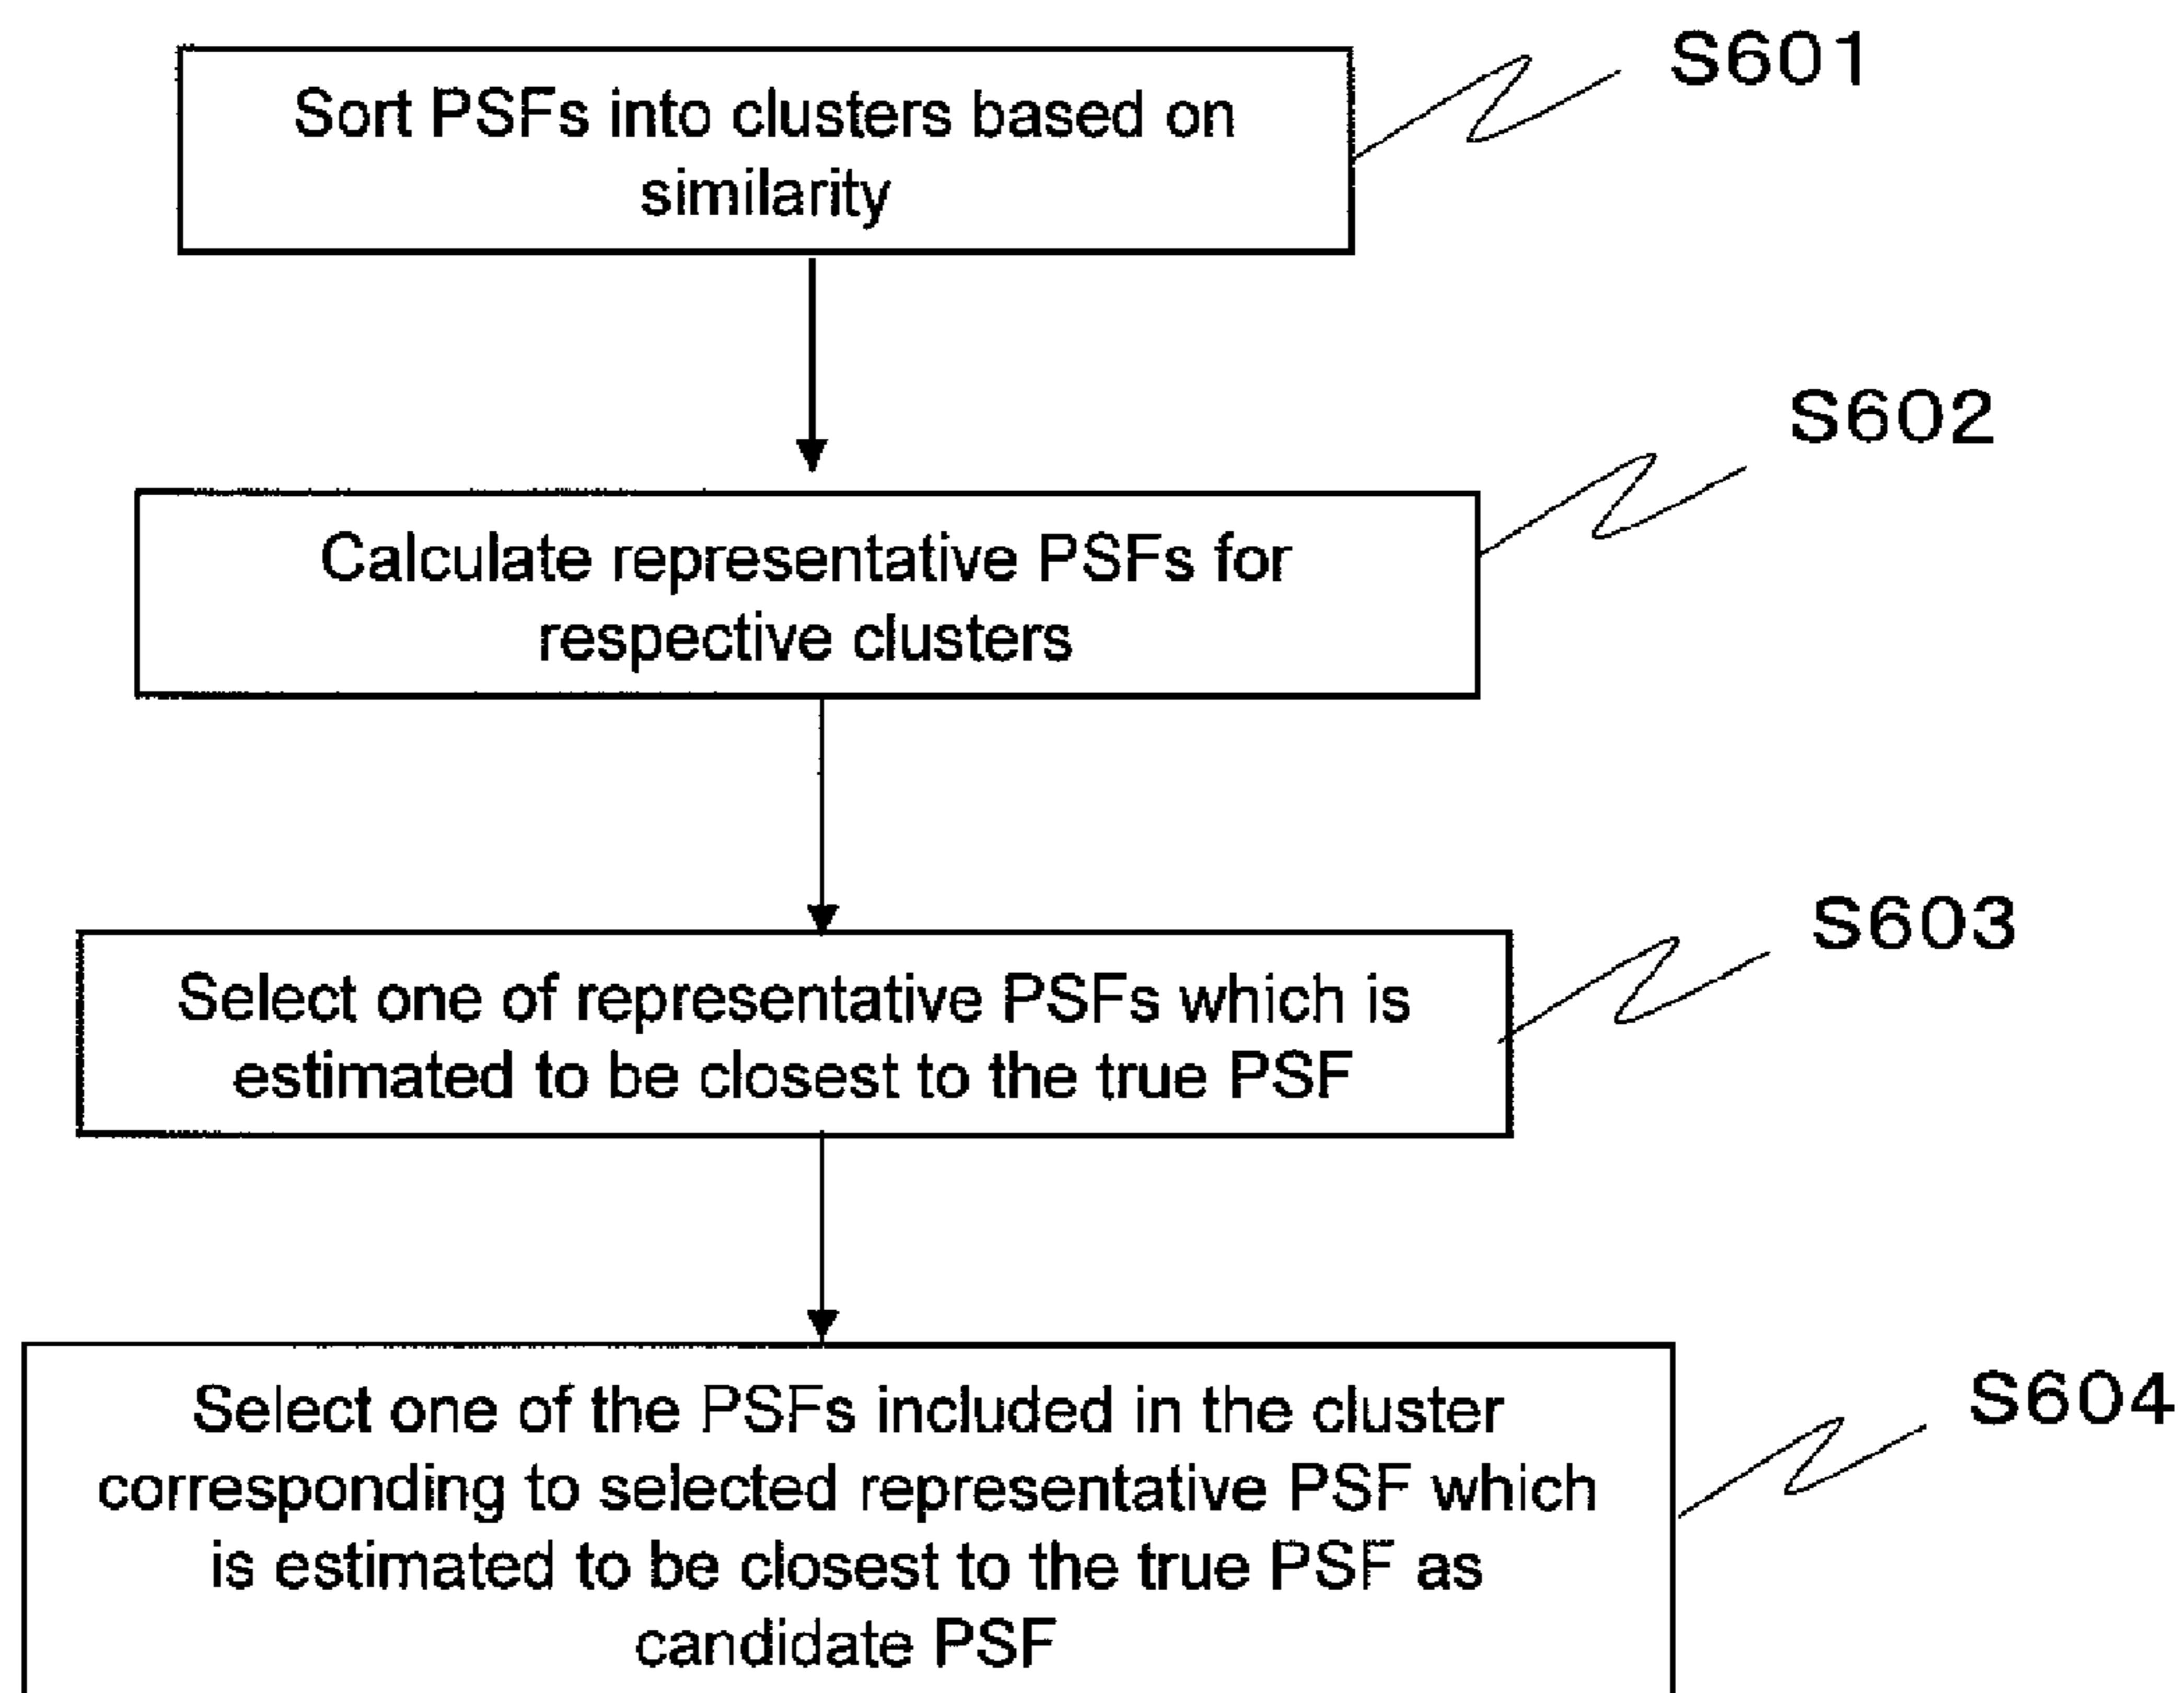 S601
Sort PSFs into clusters based on
similarity
S602
Calculate representative PSFs for
respective clusters
S603
Select one of representative PSFs which is
estimated to be closest to the true PSF
S604
Select one of the PSFs included in the cluster
corresponding to selected representative PSF which
is estimated to be closest to the true PSF as
candidate PSF